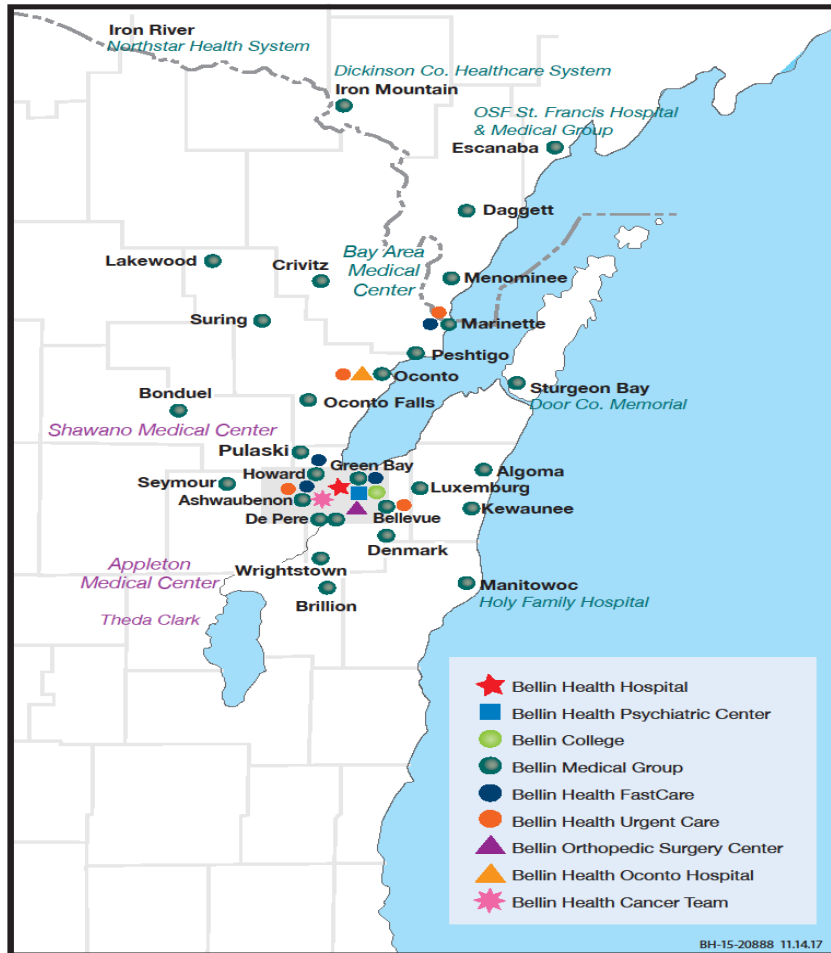 Iron River
Northstar Health System
Dickinson Co. Healthcare System
Iron Mountain
OSF St. Francis Hospital
& Medical Group
Escanaba
Daggett
Bay Area
Medical
Center
Lakewood
Crivitz
Menominee
Suring
Marinette
Peshtigo
Oconto
Sturgeon Bay
Door Co. Memorial
Bonduel
Oconto Falls
Shawano Medical Center
Pulaski
Green Bay
Howard
Algoma
Seymour
Luxemburg
Ashwaubenon
Kewaunee
De Pere
Bellevue
Denmark
Appleton
Medical Center
Wrightstown
Brillion
Manitowoc
Holy Family Hospital
Theda Clark
Bellin Health Hospital
Bellin Health Psychiatric Center
Bellin College
Bellin Medical Group
Bellin Health FastCare
Bellin Health Urgent Care
Bellin Orthopedic Surgery Center
Bellin Health Oconto Hospital
Bellin Health Cancer Team
BH-15-20888 11.14.17